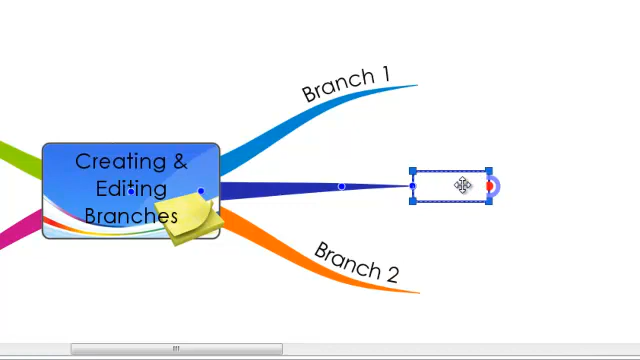 Branch 1
Creating &
Editing
Branches
Branch 2